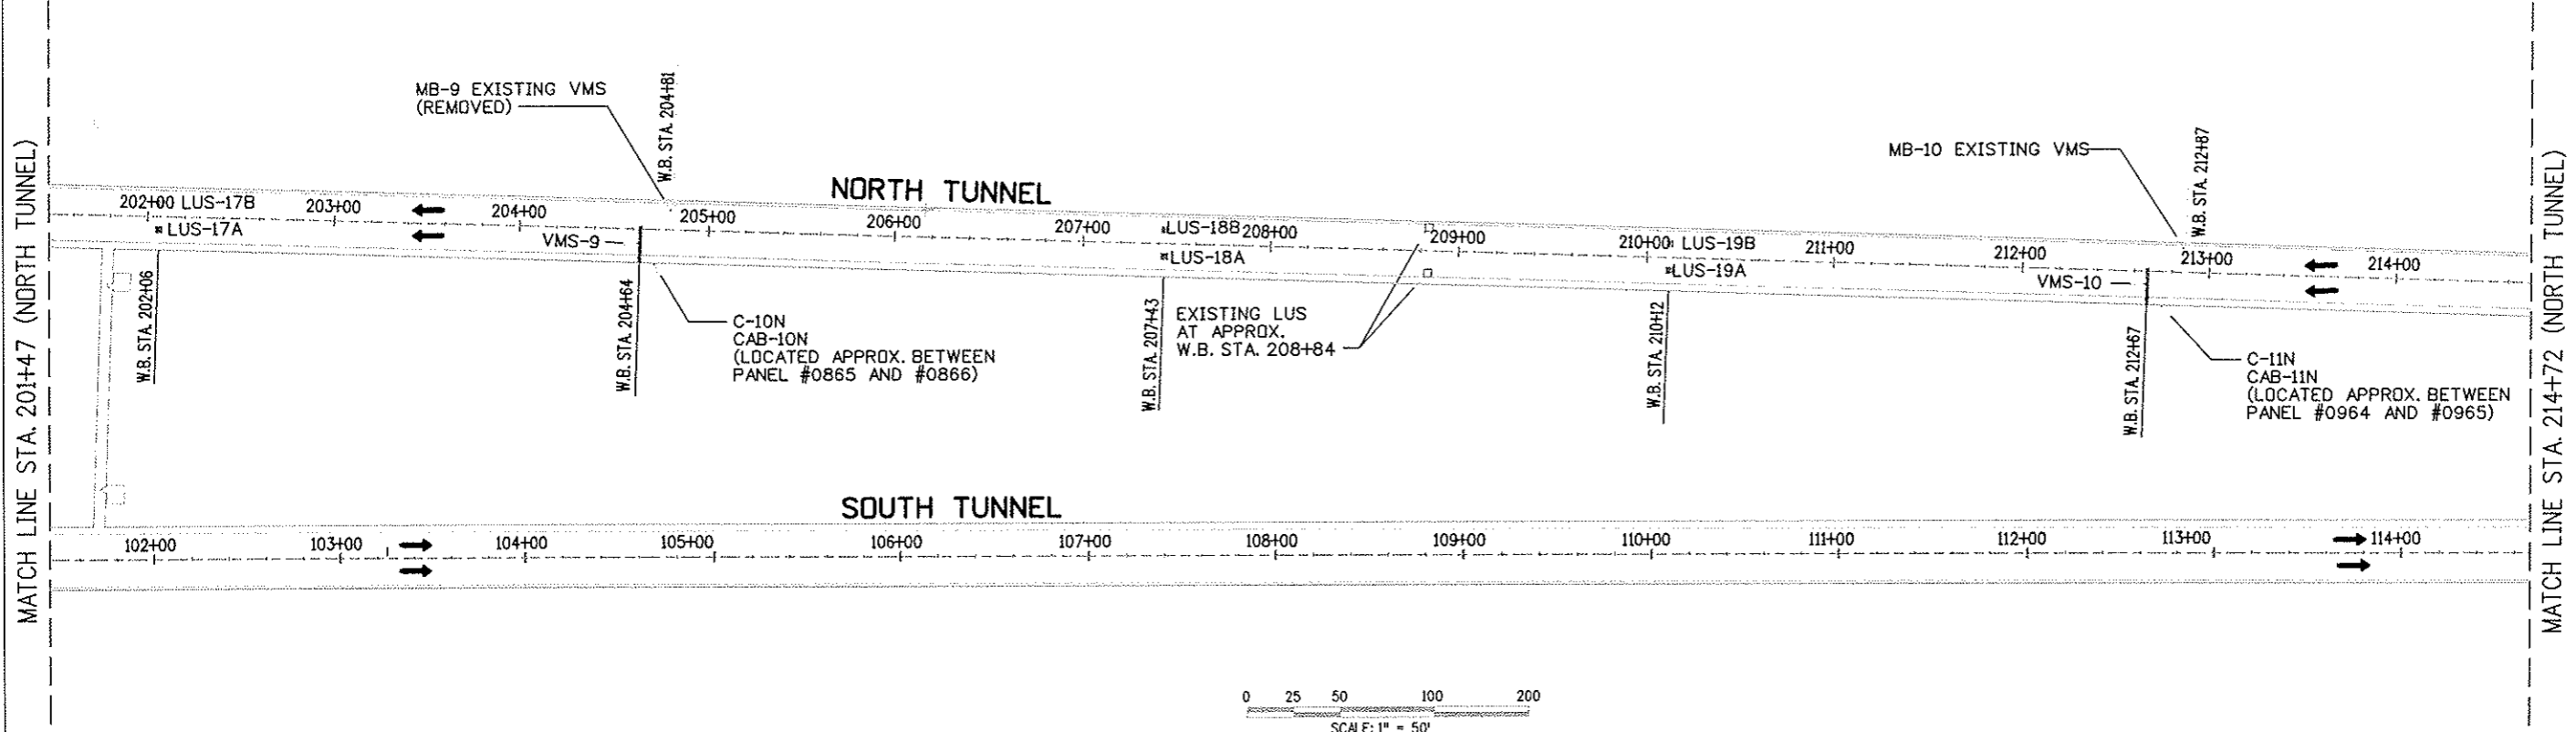 MATCH LINE STA. 201+47 (NORTH TUNNEL)
MB-9 EXISTING VMS
(REMOVED)
W.B. STA. 204+81
NORTH TUNNEL
MB-10 EXISTING VMS
W.B. STA. 212+87
202+00 LUS-17B
203+00
204+00
205+00
206+00
207+00
LUS-18B
208+00
209+00
210+00
LUS-19B
211+00
212+00
213+00
214+00
LUS-17A
VMS-9
LUS-18A
LUS-19A
VMS-10
W.B. STA. 202+06
W.B. STA. 204+64
C-10N
CAB-10N
(LOCATED APPROX. BETWEEN
PANEL #0865 AND #0866)
W.B. STA. 207+43
EXISTING LUS
AT APPROX.
W.B. STA. 208+84
W.B. STA. 210+12
W.B. STA. 212+67
C-11N
CAB-11N
(LOCATED APPROX. BETWEEN
PANEL #0964 AND #0965)
SOUTH TUNNEL
102+00
103+00
104+00
105+00
106+00
107+00
108+00
109+00
110+00
111+00
112+00
113+00
114+00
0 25 50 100 200
SCALE: 1" = 50'
MATCH LINE STA. 214+72 (NORTH TUNNEL)